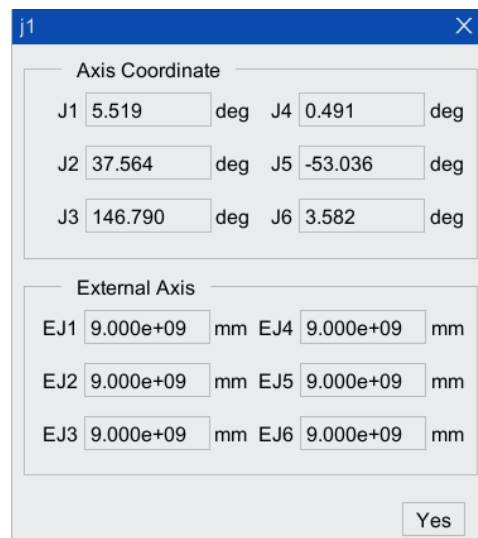 j1
Axis Coordinate
J1 5.519 deg J4 0.491 deg
J2 37.564 deg J5 -53.036 deg
J3 146.790 deg J6 3.582 deg
External Axis
EJ1 9.000e+09 mm EJ4 9.000e+09 mm
EJ2 9.000e+09 mm EJ5 9.000e+09 mm
EJ3 9.000e+09 mm EJ6 9.000e+09 mm
Yes